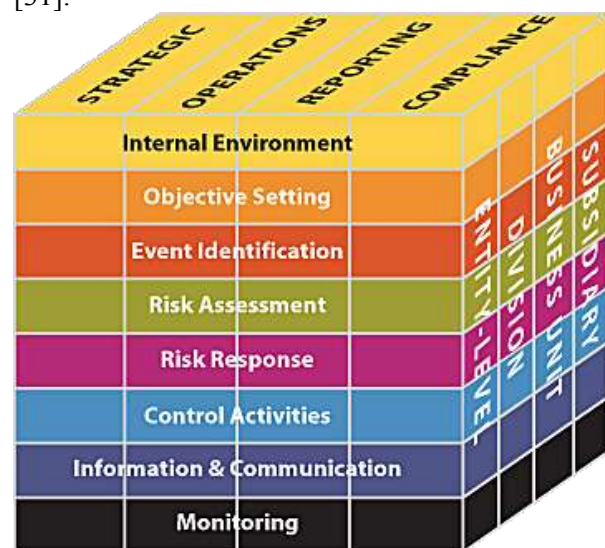 [51].
STRATEGIC
OPERATIONS
REPORTING
COMPLIANCE
Internal Environment
Objective Setting
Event Identification
Risk Assessment
Risk Response
Control Activities
Information & Communication
Monitoring
ENTITY-LEVEL
DIVISION
BUSINESS UNIT
SUBSIDIARY